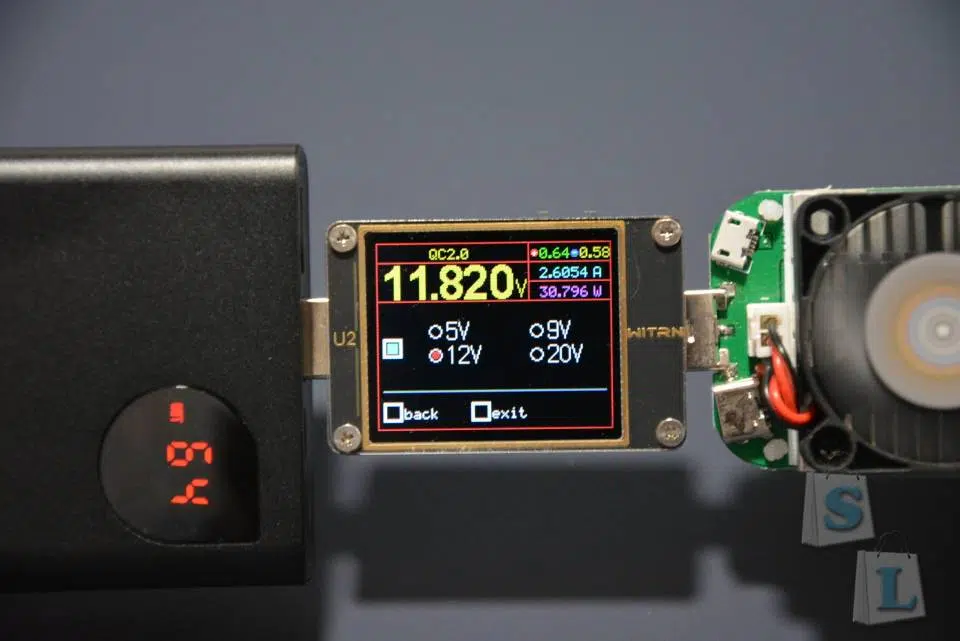 QC2.0
+0.64-0.58
11.820V
2.6054 A
30.796 W
5V
9V
12V
20V
back
exit
U2
WITRN
S
L